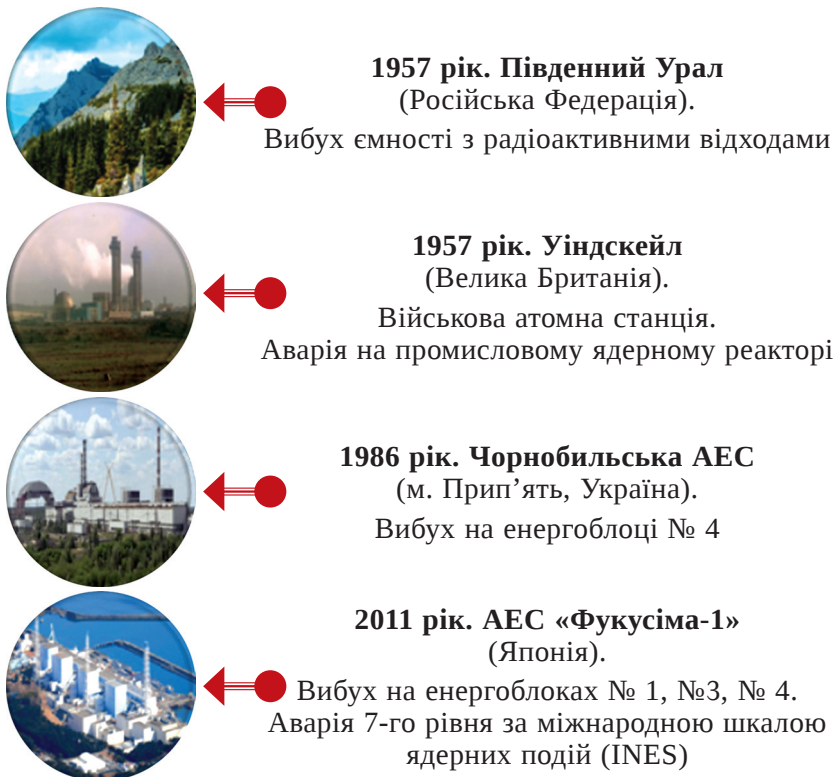 1957 рік. Південний Урал
(Російська Федерація).
Вибух ємності з радіоактивними відходами
1957 рік. Уіндскейл
(Велика Британія).
Військова атомна станція.
Аварія на промисловому ядерному реакторі
1986 рік. Чорнобильська АЕС
(м. Прип’ять, Україна).
Вибух на енергоблоці № 4
2011 рік. АЕС «Фукусіма-1»
(Японія).
Вибух на енергоблоках № 1, №3, № 4.
Аварія 7-го рівня за міжнародною шкалою
ядерних подій (INES)